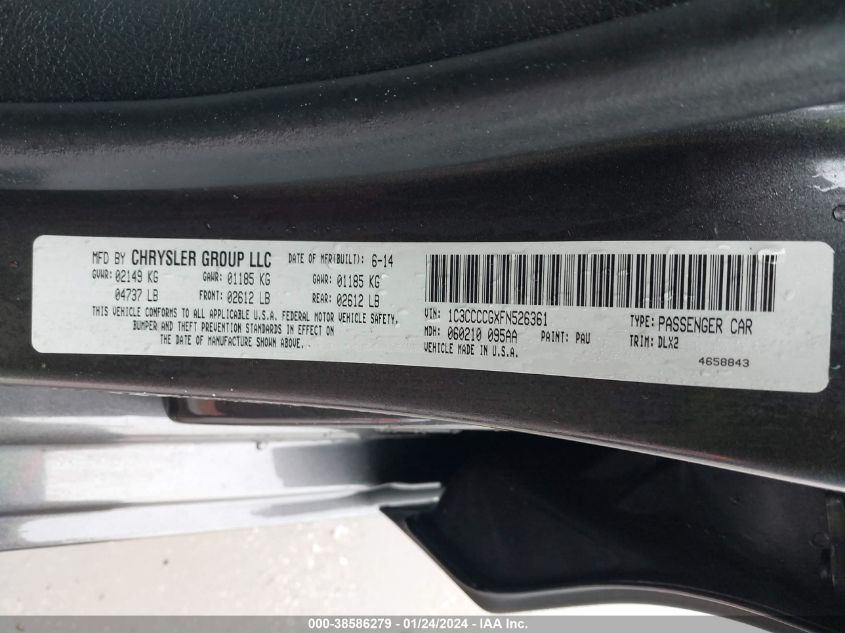 MFD BY CHRYSLER GROUP LLC DATE OF MFR(BUILT): 6-14
GVWR: 02149 KG GAWR: 01185 KG GAWR: 01185 KG
04737 LB FRONT: 02612 LB REAR: 02612 LB
THIS VEHICLE CONFORMS TO ALL APPLICABLE U.S.A. FEDERAL MOTOR VEHICLE SAFETY,
BUMPER AND THEFT PREVENTION STANDARDS IN EFFECT ON
THE DATE OF MANUFACTURE SHOWN ABOVE.
VIN: 1C3CCCCGXFN526361 TYPE: PASSENGER CAR
MDH: 060210 095AA PAINT: PAU TRIM: DLX2
VEHICLE MADE IN U.S.A. 4658843
000-38586279 - 01/24/2024 - IAA Inc.